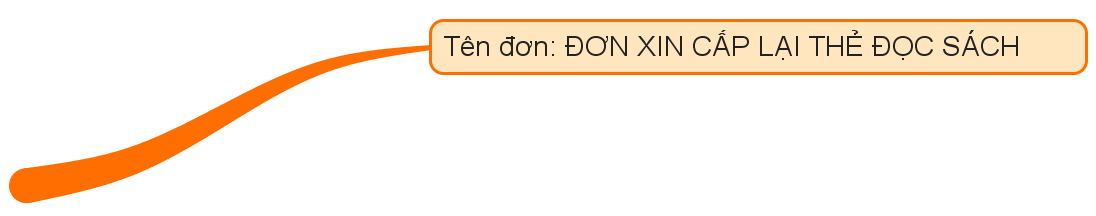 Tên đơn: ĐƠN XIN CẤP LẠI THẺ ĐỌC SÁCH